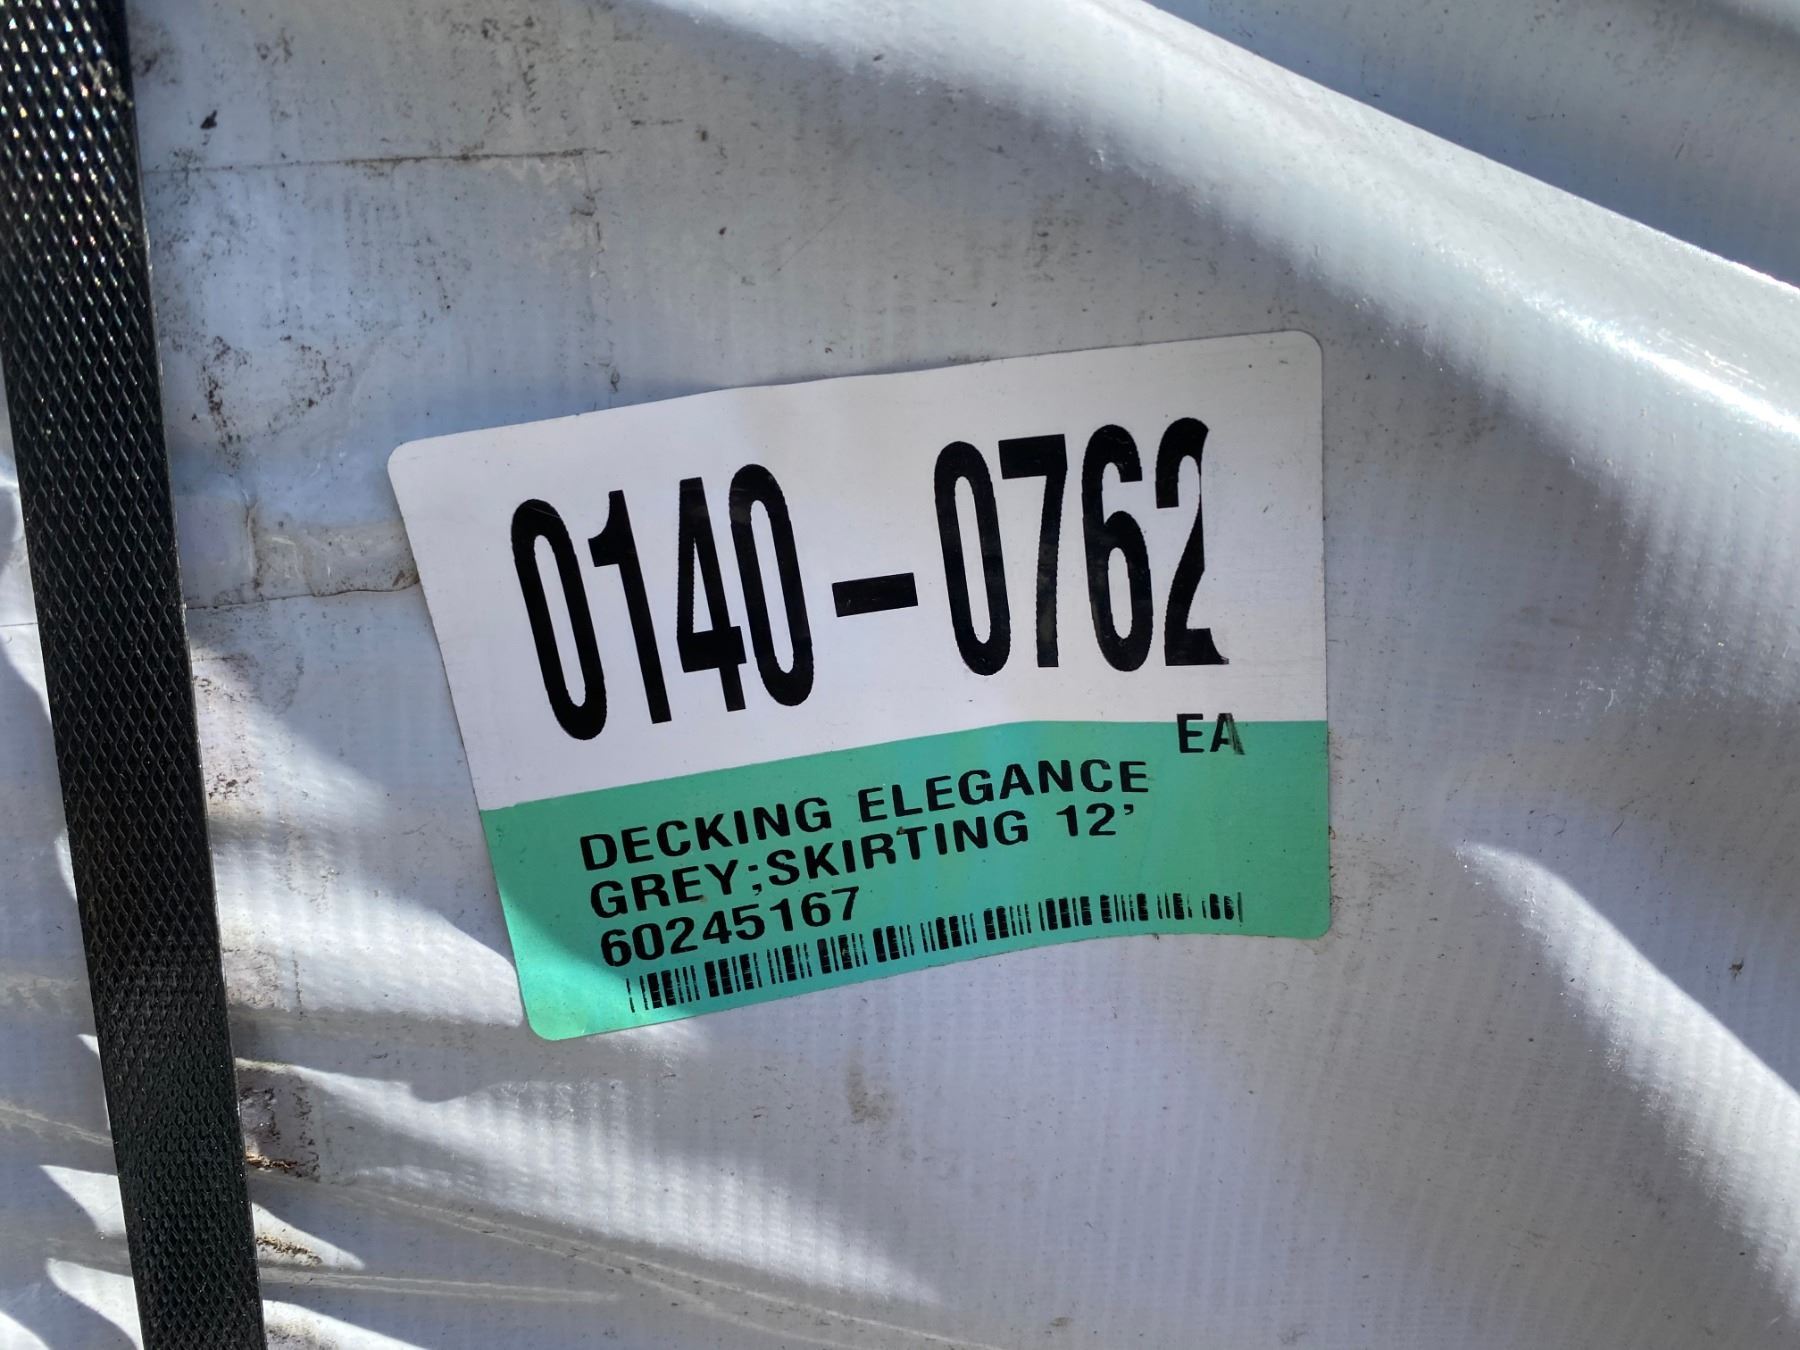 0140-0762
EA
DECKING ELEGANCE
GREY;SKIRTING 12'
60245167